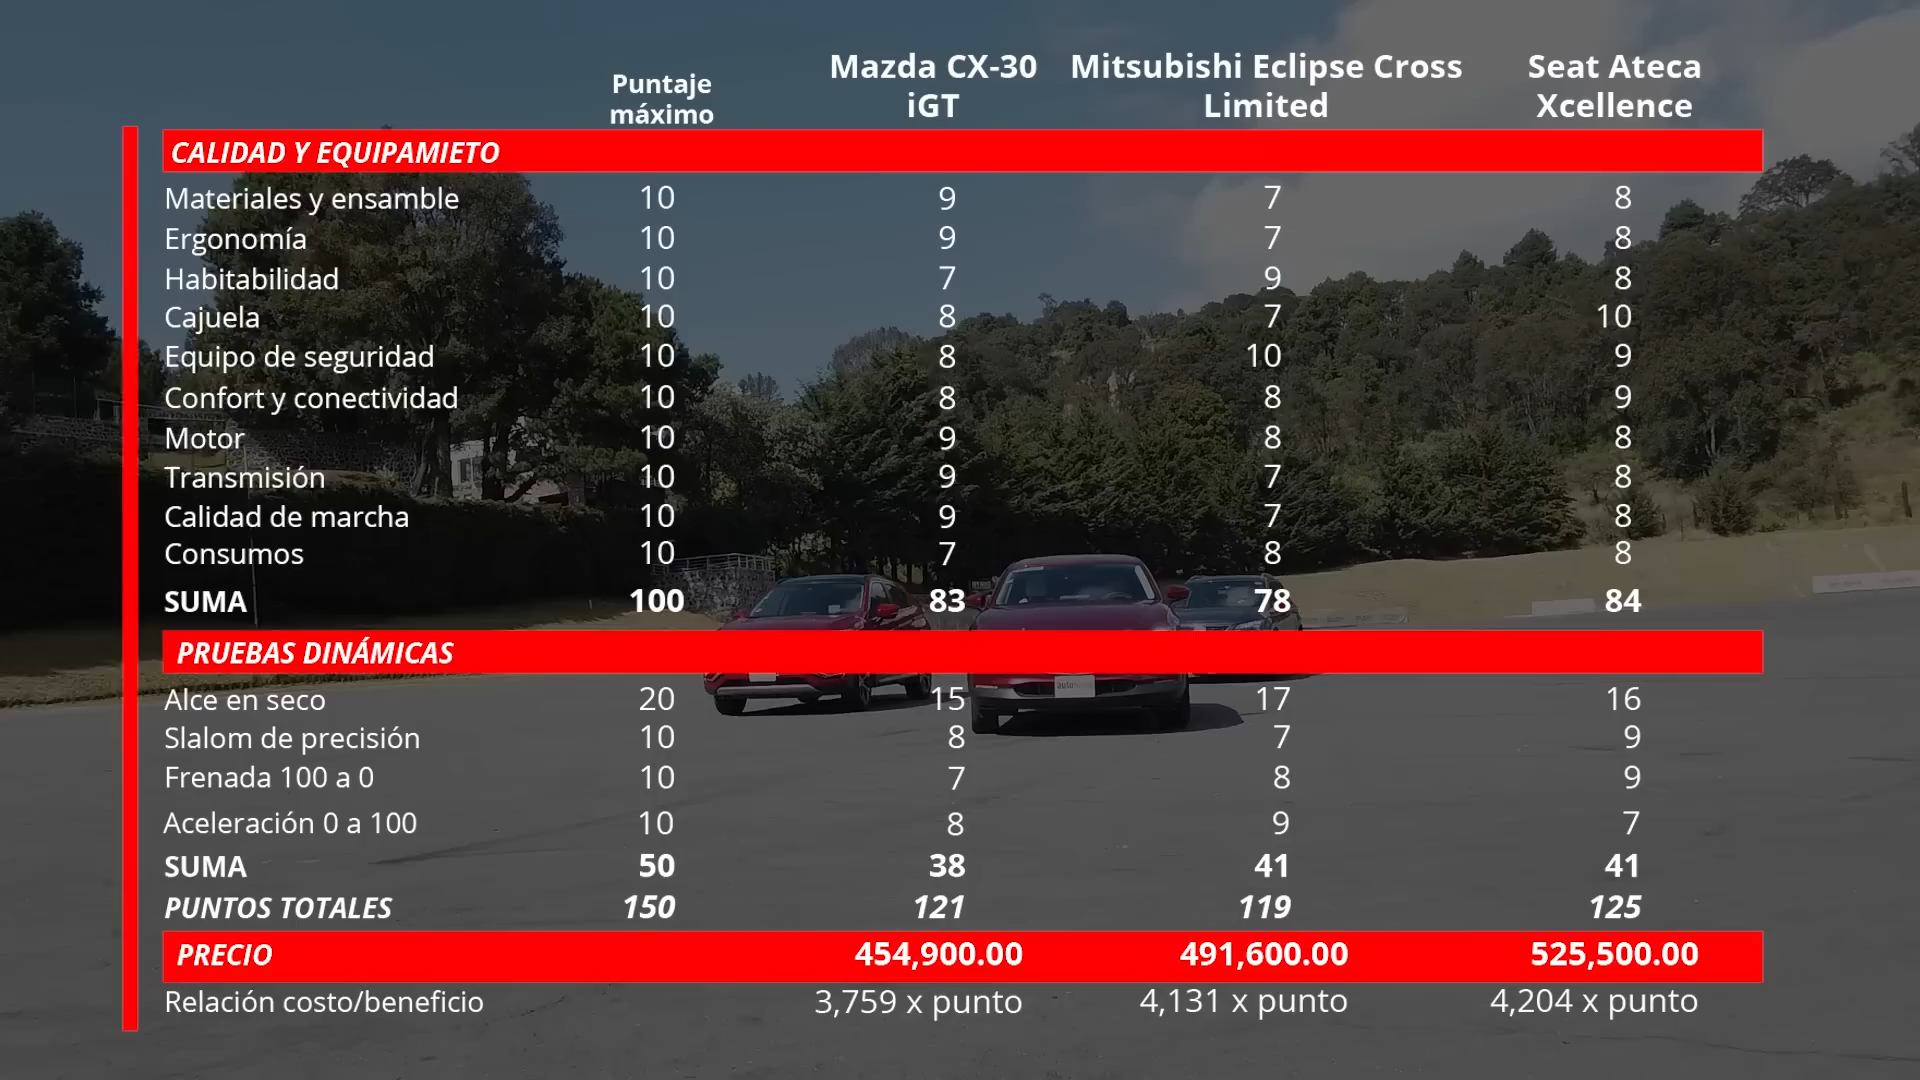 Puntaje máximo Mazda CX-30 iGT Mitsubishi Eclipse Cross Limited Seat Ateca Xcellence
CALIDAD Y EQUIPAMIETO
Materiales y ensamble 10 9 7 8
Ergonomía 10 9 7 8
Habitabilidad 10 7 9 8
Cajuela 10 8 7 10
Equipo de seguridad 10 8 10 9
Confort y conectividad 10 8 8 9
Motor 10 9 8 8
Transmisión 10 9 7 8
Calidad de marcha 10 9 7 8
Consumos 10 7 8 8
SUMA 100 83 78 84
PRUEBAS DINÁMICAS
Alce en seco 20 15 17 16
Slalom de precisión 10 8 7 9
Frenada 100 a 0 10 7 8 9
Aceleración 0 a 100 10 8 9 7
SUMA 50 38 41 41
PUNTOS TOTALES 150 121 119 125
PRECIO 454,900.00 491,600.00 525,500.00
Relación costo/beneficio 3,759 x punto 4,131 x punto 4,204 x punto